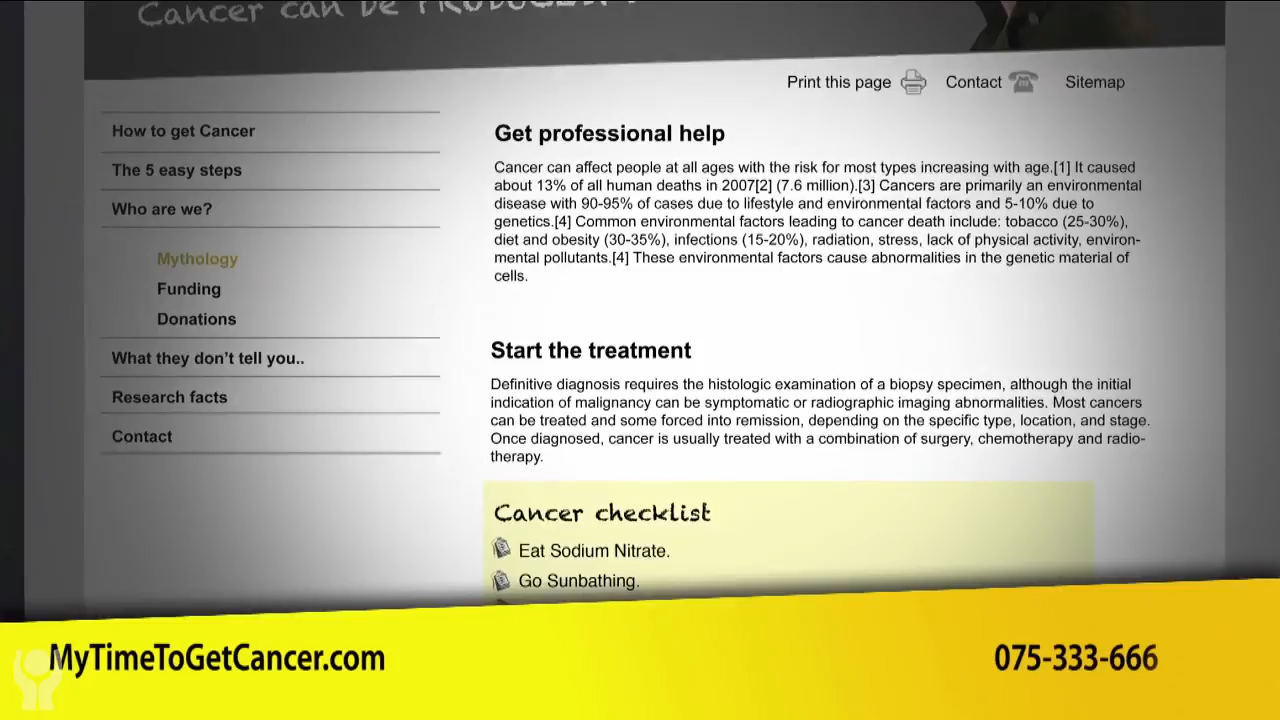 Cancer can be PRODUCED
Print this page
Contact
Sitemap
How to get Cancer
The 5 easy steps
Who are we?
Mythology
Funding
Donations
What they don't tell you..
Research facts
Contact
Get professional help
Cancer can affect people at all ages with the risk for most types increasing with age.[1] It caused
about 13% of all human deaths in 2007[2] (7.6 million).[3] Cancers are primarily an environmental
disease with 90-95% of cases due to lifestyle and environmental factors and 5-10% due to
genetics.[4] Common environmental factors leading to cancer death include: tobacco (25-30%),
diet and obesity (30-35%), infections (15-20%), radiation, stress, lack of physical activity, environ-
mental pollutants.[4] These environmental factors cause abnormalities in the genetic material of
cells.
Start the treatment
Definitive diagnosis requires the histologic examination of a biopsy specimen, although the initial
indication of malignancy can be symptomatic or radiographic imaging abnormalities. Most cancers
can be treated and some forced into remission, depending on the specific type, location, and stage.
Once diagnosed, cancer is usually treated with a combination of surgery, chemotherapy and radio-
therapy.
Cancer checklist
Eat Sodium Nitrate.
Go Sunbathing.
MyTimeToGetCancer.com
075-333-666